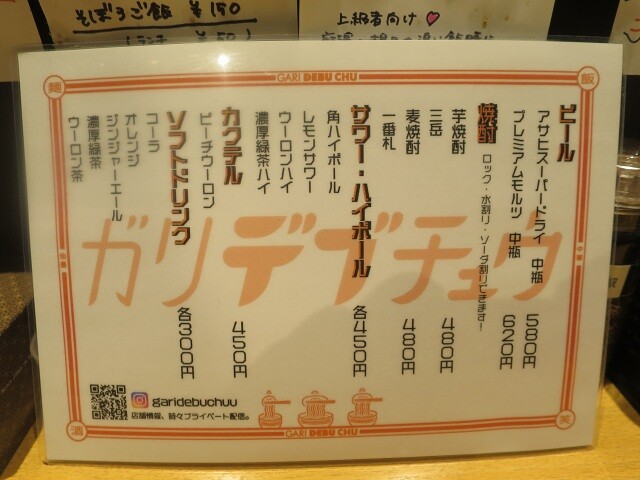 そぼろご飯 ¥150
上級者向け♡
GARI DEBU CHU
麺
飯
ビール
アサヒスーパードライ 中瓶 580円
プレミアムモルツ 中瓶 620円
焼酎 ロック・水割り・ソーダ割りできます!
芋焼酎
三岳 480円
麦焼酎
一番札 480円
サワー・ハイボール 各450円
角ハイボール
レモンサワー
ウーロンハイ
濃厚緑茶ハイ
カクテル
ピーチウーロン 450円
ソフトドリンク 各300円
コーラ
オレンジ
ジンジャーエール
濃厚緑茶
ウーロン茶
ガリデブチュウ
garidebuchuu
店舗情報、時々プライベート配信。
酒
笑
GARI DEBU CHU